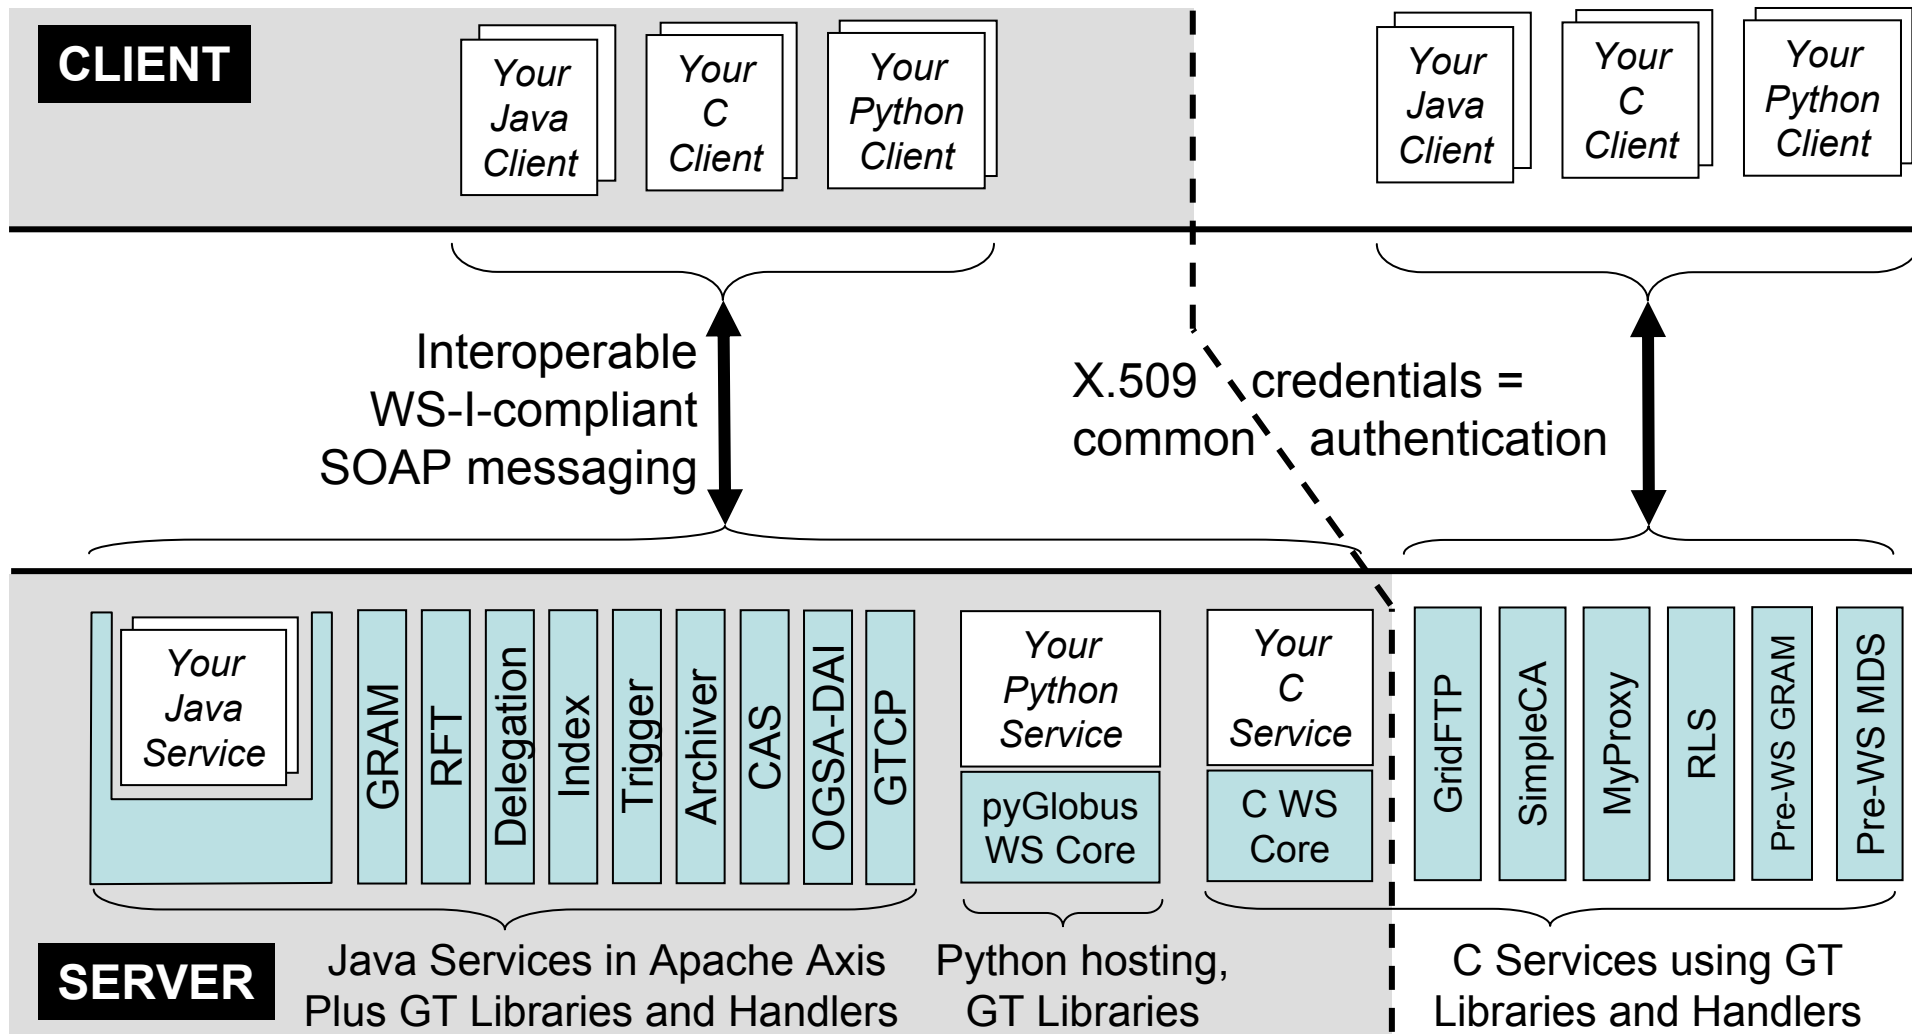 CLIENT
Your
Java
Client
Your
C
Client
Your
Python
Client
Your
Java
Client
Your
C
Client
Your
Python
Client
Interoperable
WS-I-compliant
SOAP messaging
X.509 credentials =
common authentication
Your
Java
Service
GRAM
RFT
Delegation
Index
Trigger
Archiver
CAS
OGSA-DAI
GTCP
Your
Python
Service
pyGlobus
WS Core
Your
C
Service
C WS
Core
GridFTP
SimpleCA
MyProxy
RLS
Pre-WS GRAM
Pre-WS MDS
SERVER
Java Services in Apache Axis
Plus GT Libraries and Handlers
Python hosting,
GT Libraries
C Services using GT
Libraries and Handlers